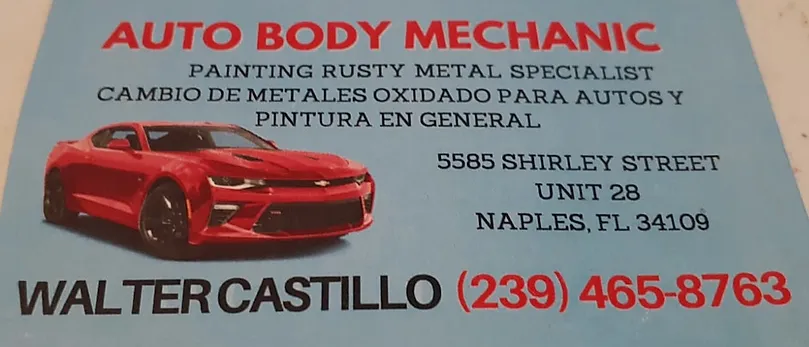 AUTO BODY MECHANIC
PAINTING RUSTY METAL SPECIALIST
CAMBIO DE METALES OXIDADO PARA AUTOS Y
PINTURA EN GENERAL
5585 SHIRLEY STREET
UNIT 28
NAPLES, FL 34109
WALTER CASTILLO (239) 465-8763